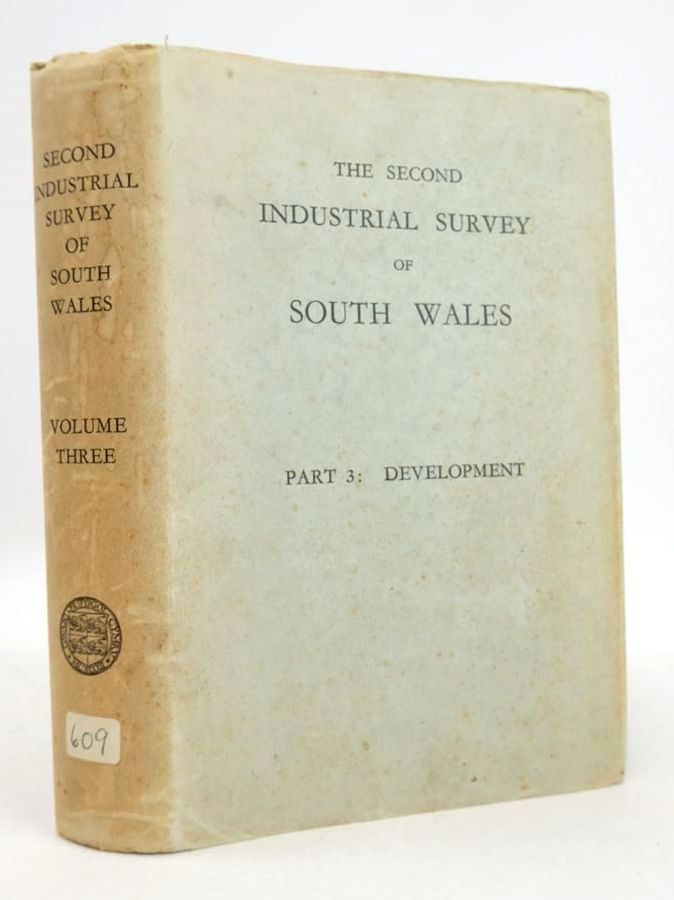 SECOND
INDUSTRIAL
SURVEY
OF
SOUTH
WALES
VOLUME
THREE
609
THE SECOND
INDUSTRIAL SURVEY
OF
SOUTH WALES
PART 3: DEVELOPMENT